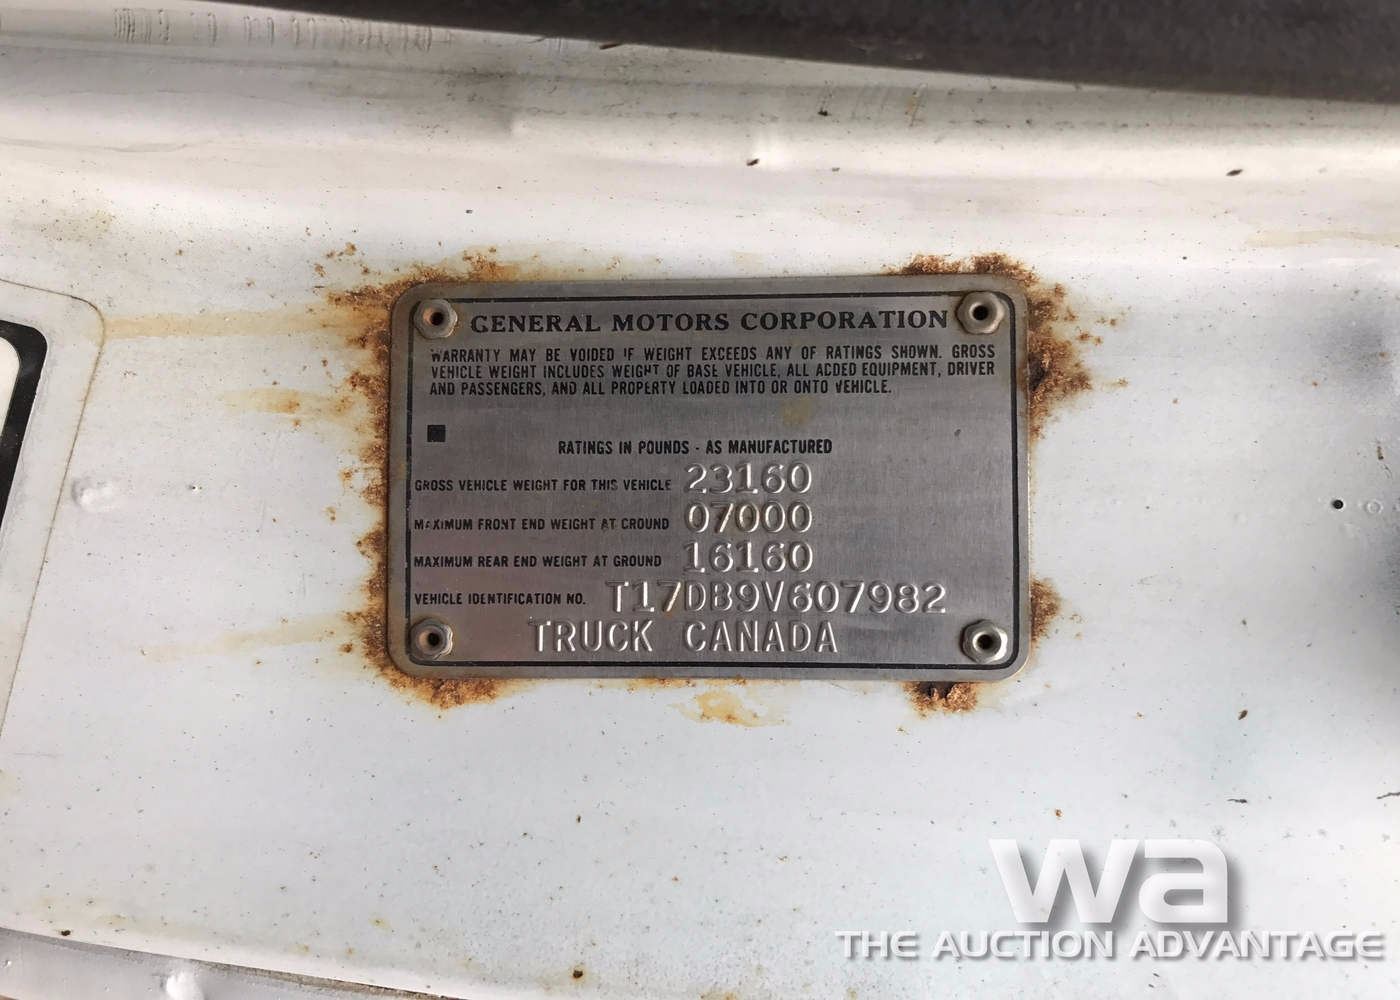 GENERAL MOTORS CORPORATION
WARRANTY MAY BE VOIDED IF WEIGHT EXCEEDS ANY OF RATINGS SHOWN. GROSS
VEHICLE WEIGHT INCLUDES WEIGHT OF BASE VEHICLE, ALL ADDED EQUIPMENT, DRIVER
AND PASSENGERS, AND ALL PROPERTY LOADED INTO OR ONTO VEHICLE.
RATINGS IN POUNDS - AS MANUFACTURED
GROSS VEHICLE WEIGHT FOR THIS VEHICLE 23160
MAXIMUM FRONT END WEIGHT AT GROUND 07000
MAXIMUM REAR END WEIGHT AT GROUND 16160
VEHICLE IDENTIFICATION NO. T17DB9V607982
TRUCK CANADA
wa
THE AUCTION ADVANTAGE